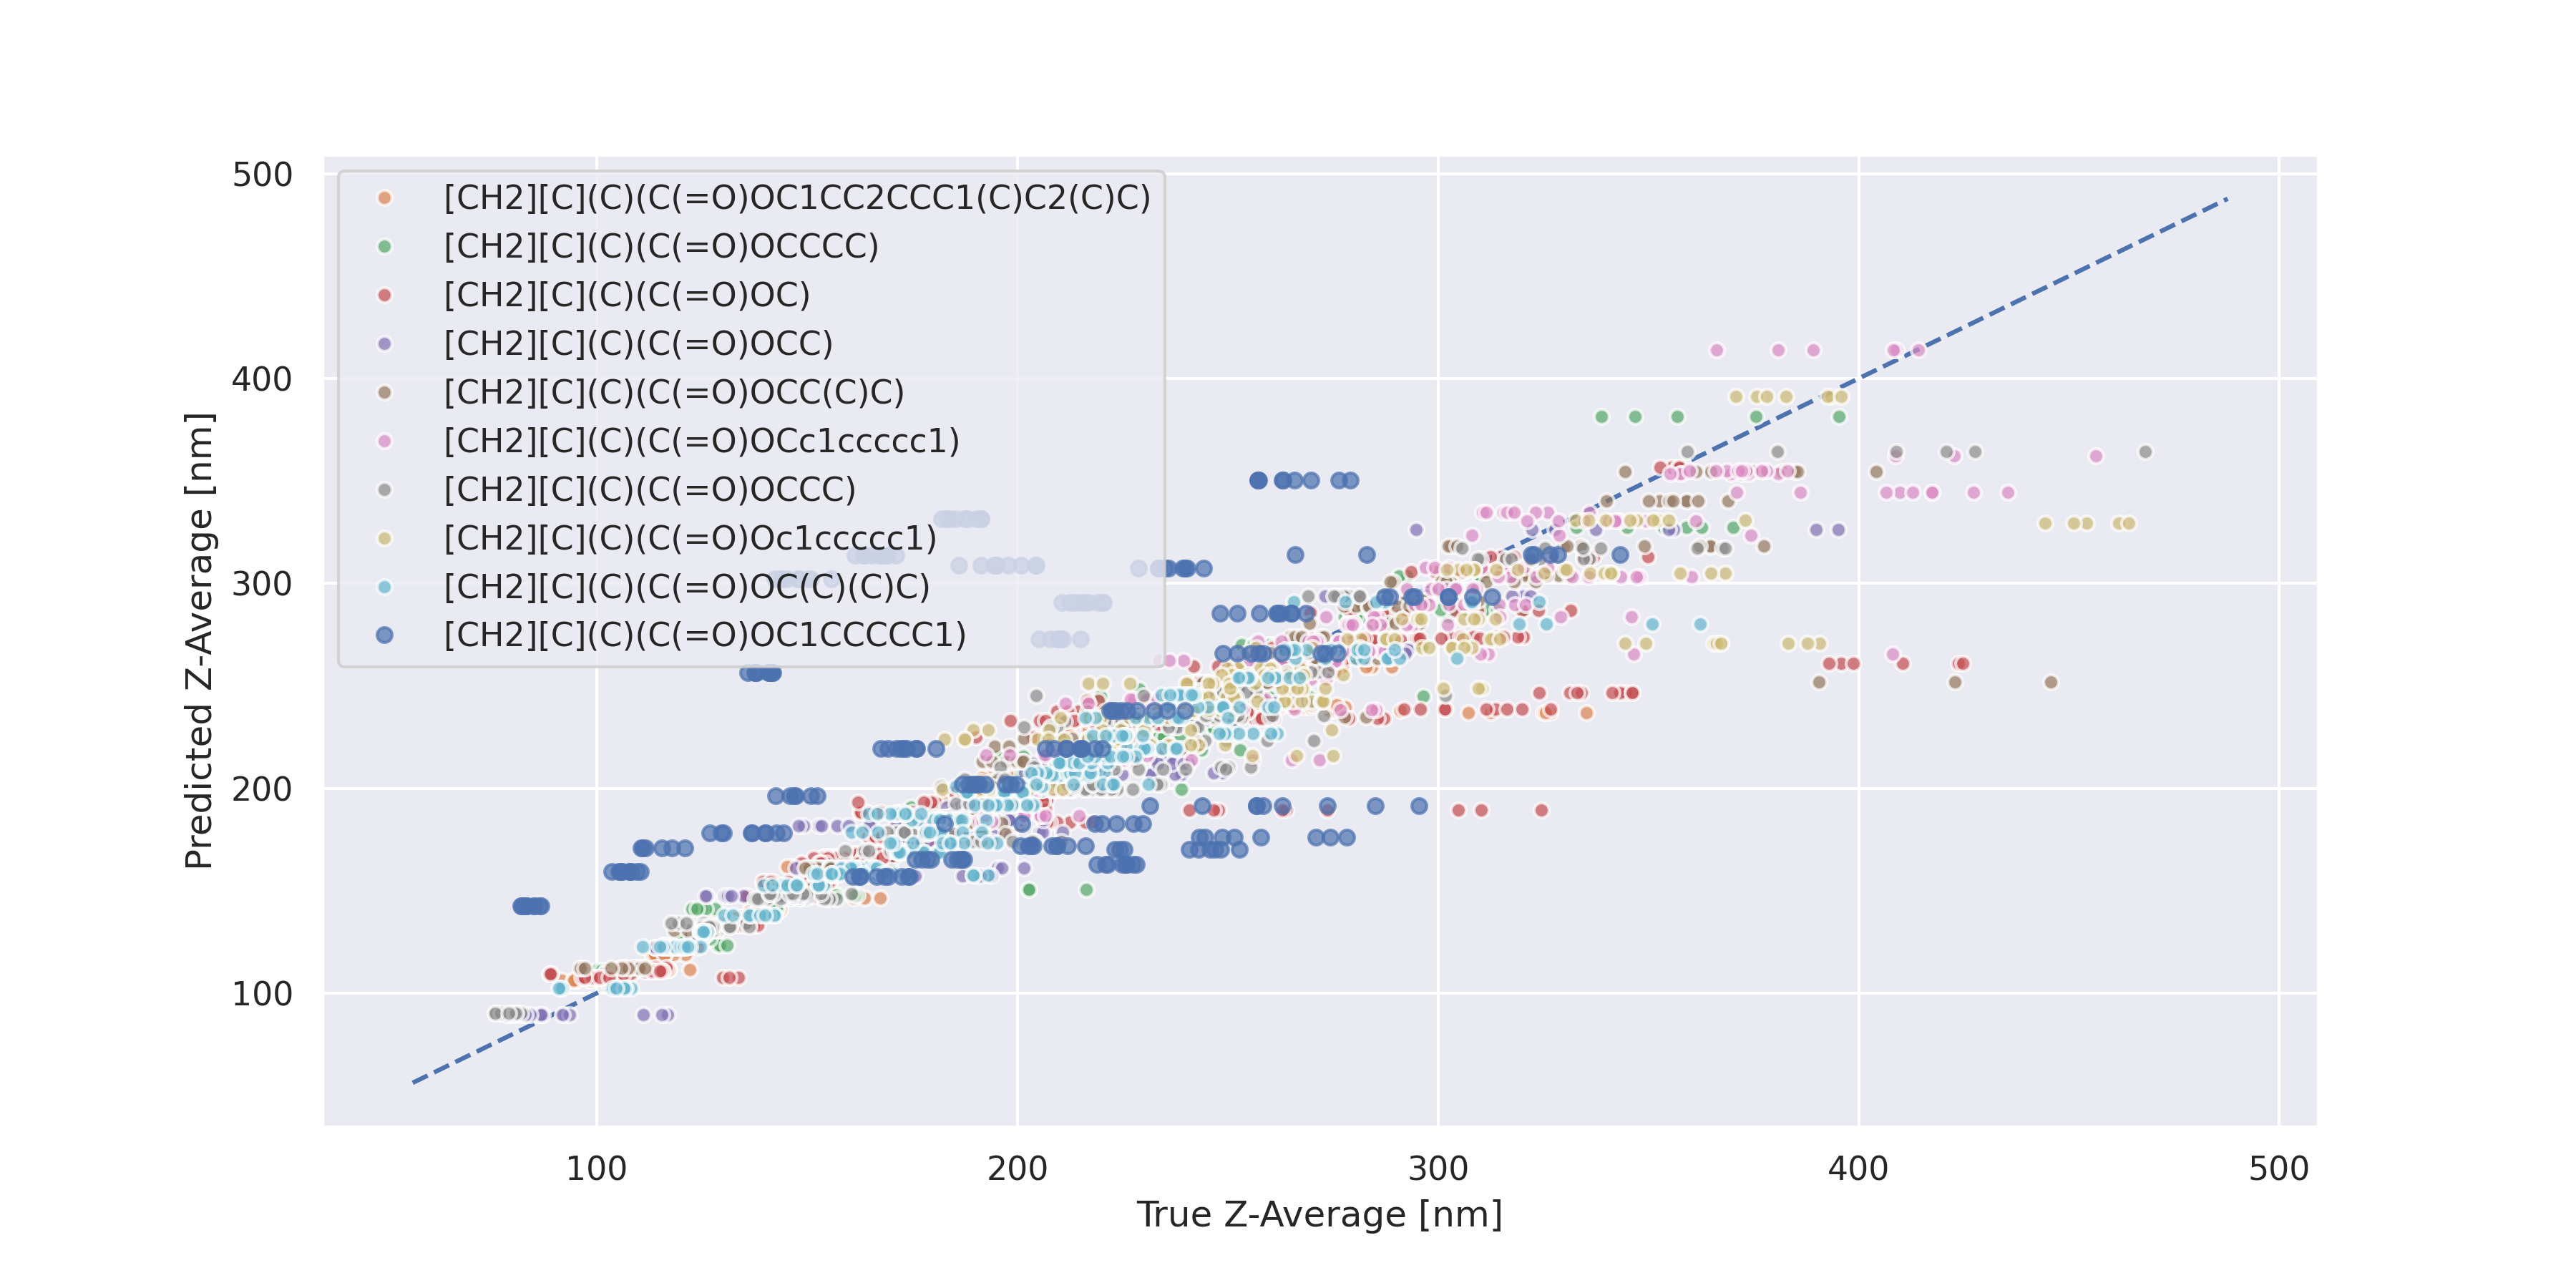 500
400
300
200
100
Predicted Z-Average [nm]
[CH2][C](C)(C(=O)OC1CC2CCC1(C)C2(C)C)
[CH2][C](C)(C(=O)OCCCC)
[CH2][C](C)(C(=O)OC)
[CH2][C](C)(C(=O)OCC)
[CH2][C](C)(C(=O)OCC(C)C)
[CH2][C](C)(C(=O)OCc1ccccc1)
[CH2][C](C)(C(=O)OCCC)
[CH2][C](C)(C(=O)Oc1ccccc1)
[CH2][C](C)(C(=O)OC(C)(C)C)
[CH2][C](C)(C(=O)OC1CCCCC1)
100 200 300 400 500
True Z-Average [nm]